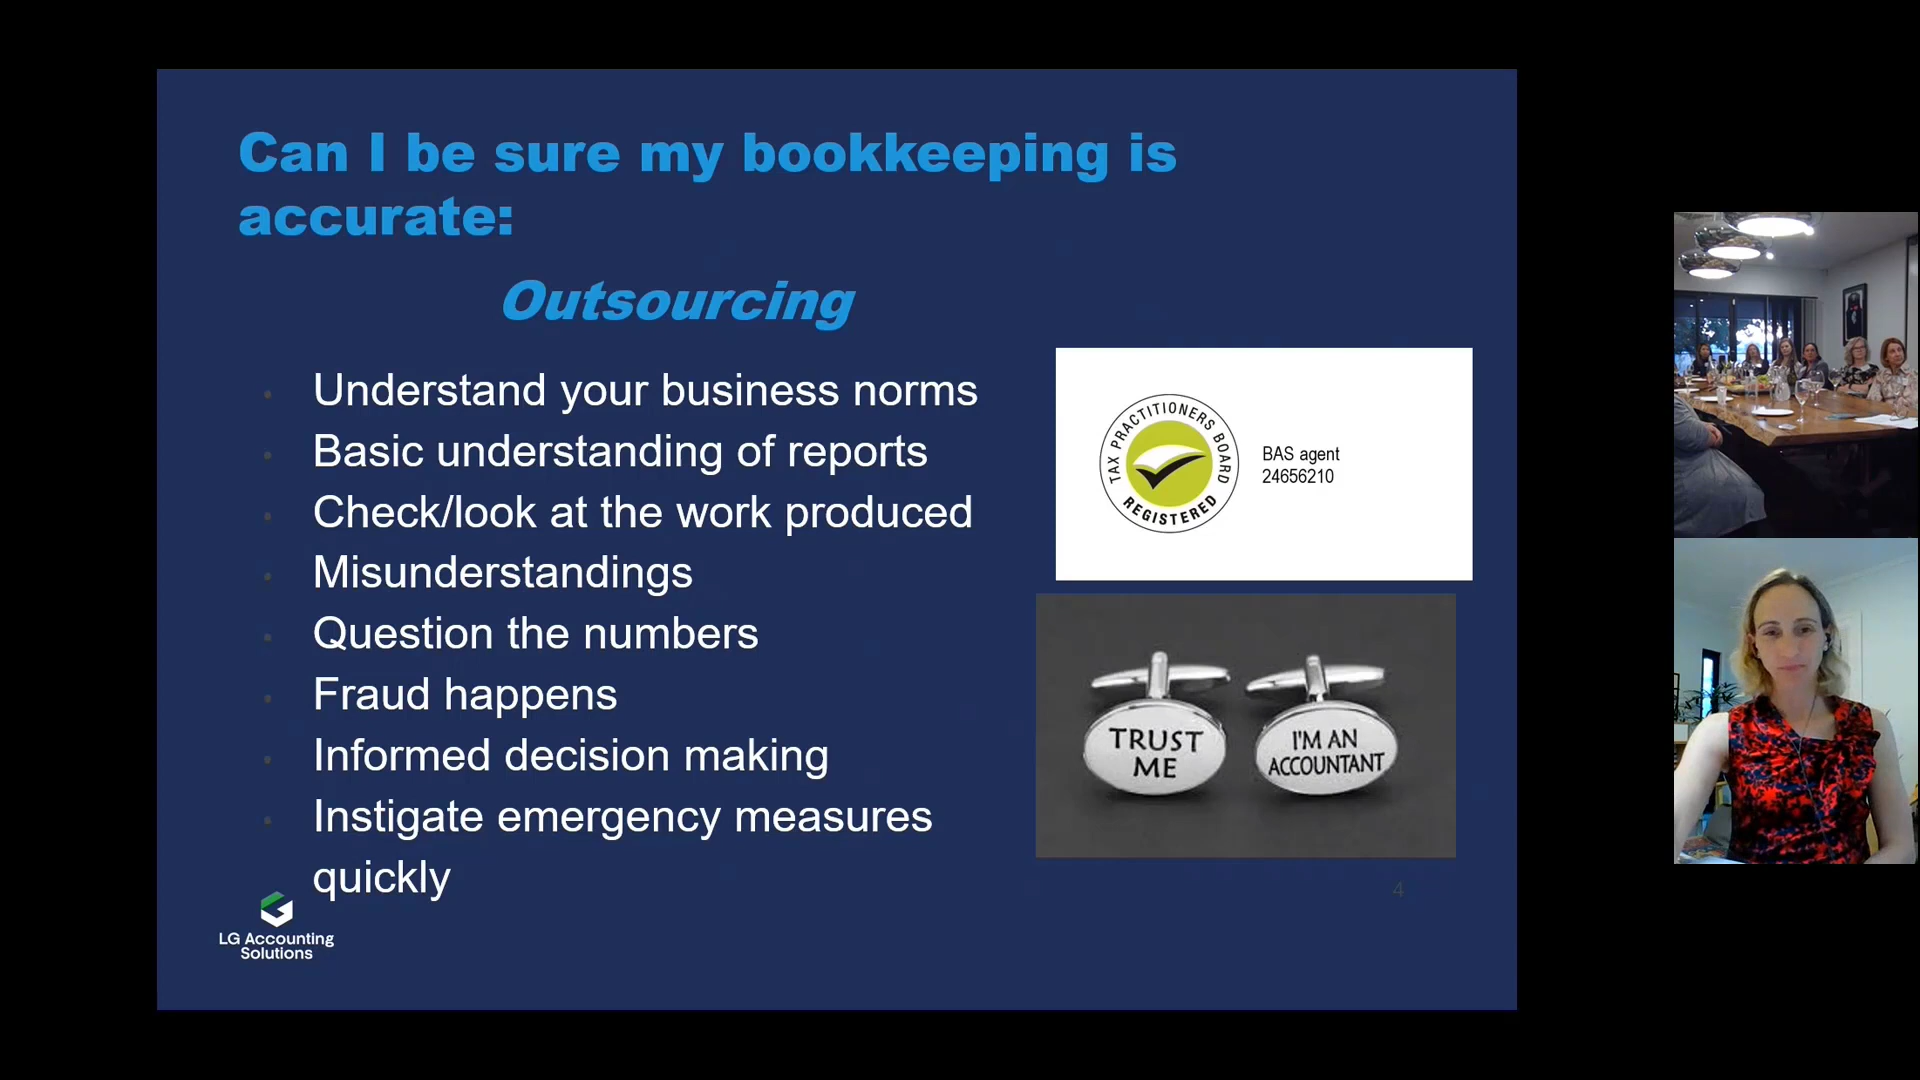 Can I be sure my bookkeeping is
accurate:
Outsourcing
Understand your business norms
Basic understanding of reports
Check/look at the work produced
Misunderstandings
Question the numbers
Fraud happens
Informed decision making
Instigate emergency measures
quickly
TAX PRACTITIONERS BOARD
REGISTERED
BAS agent
24656210
TRUST
ME
I'M AN
ACCOUNTANT
4
LG Accounting
Solutions